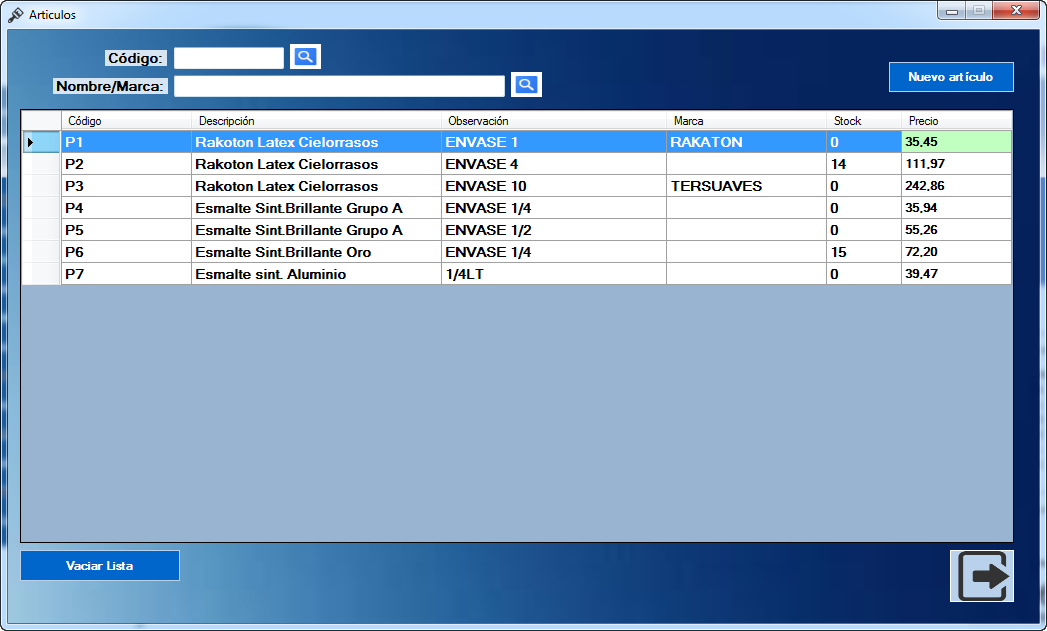 Articulos
Código:
Nombre/Marca:
Nuevo artículo
Código Descripción Observación Marca Stock Precio
P1 Rakoton Latex Cielorrasos ENVASE 1 RAKATON 0 35,45
P2 Rakoton Latex Cielorrasos ENVASE 4 14 111,97
P3 Rakoton Latex Cielorrasos ENVASE 10 TERSUAVES 0 242,86
P4 Esmalte Sint.Brillante Grupo A ENVASE 1/4 0 35,94
P5 Esmalte Sint.Brillante Grupo A ENVASE 1/2 0 55,26
P6 Esmalte Sint.Brillante Oro ENVASE 1/4 15 72,20
P7 Esmalte sint. Aluminio 1/4LT 0 39,47
Vaciar Lista